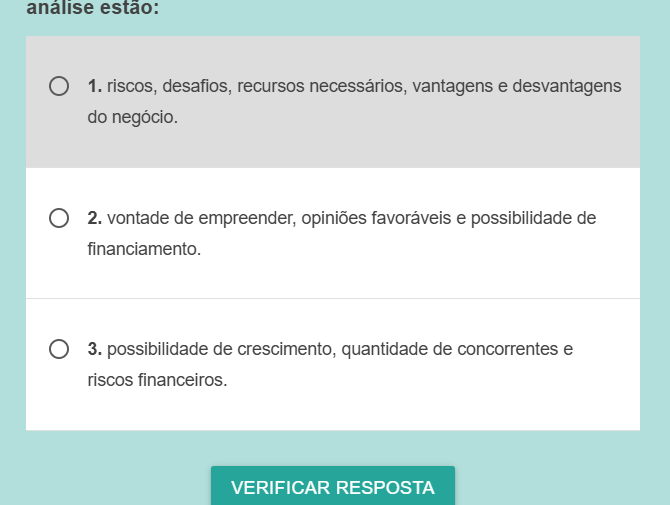 análise estão:
1. riscos, desafios, recursos necessários, vantagens e desvantagens
do negócio.
2. vontade de empreender, opiniões favoráveis e possibilidade de
financiamento.
3. possibilidade de crescimento, quantidade de concorrentes e
riscos financeiros.
VERIFICAR RESPOSTA